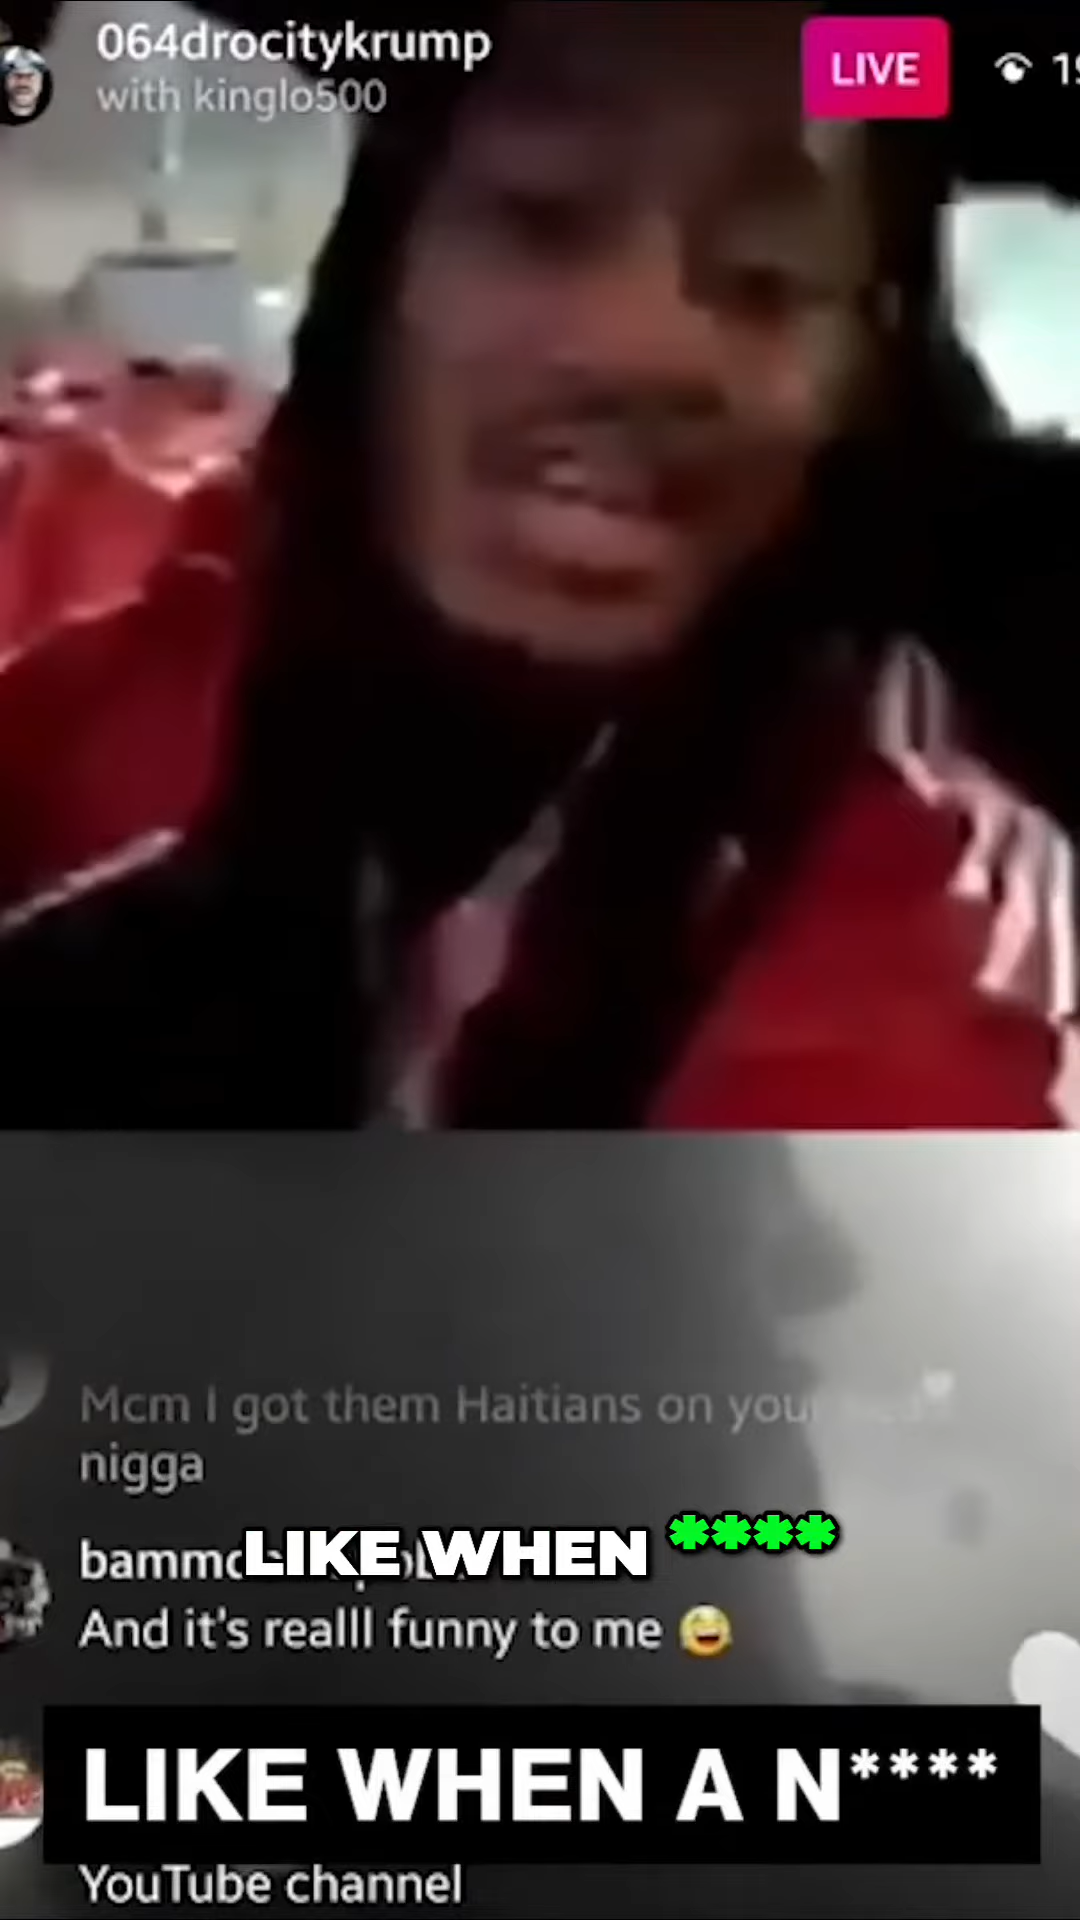 064drocitykrump
LIVE
with kinglo500
Mcm I got them Haitians on your
nigga
LIKE WHEN ****
And it's realll funny to me 😅
LIKE WHEN A N****
YouTube channel